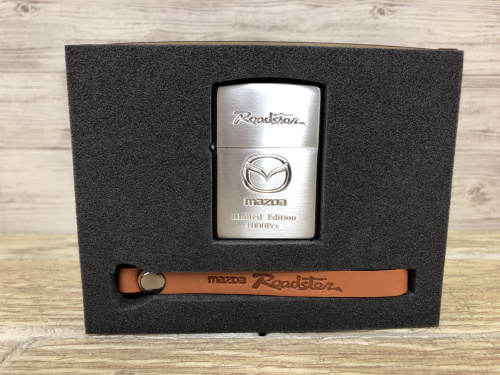 Roadster
mazda
Limited Edition
1000Pcs
mazda Roadster